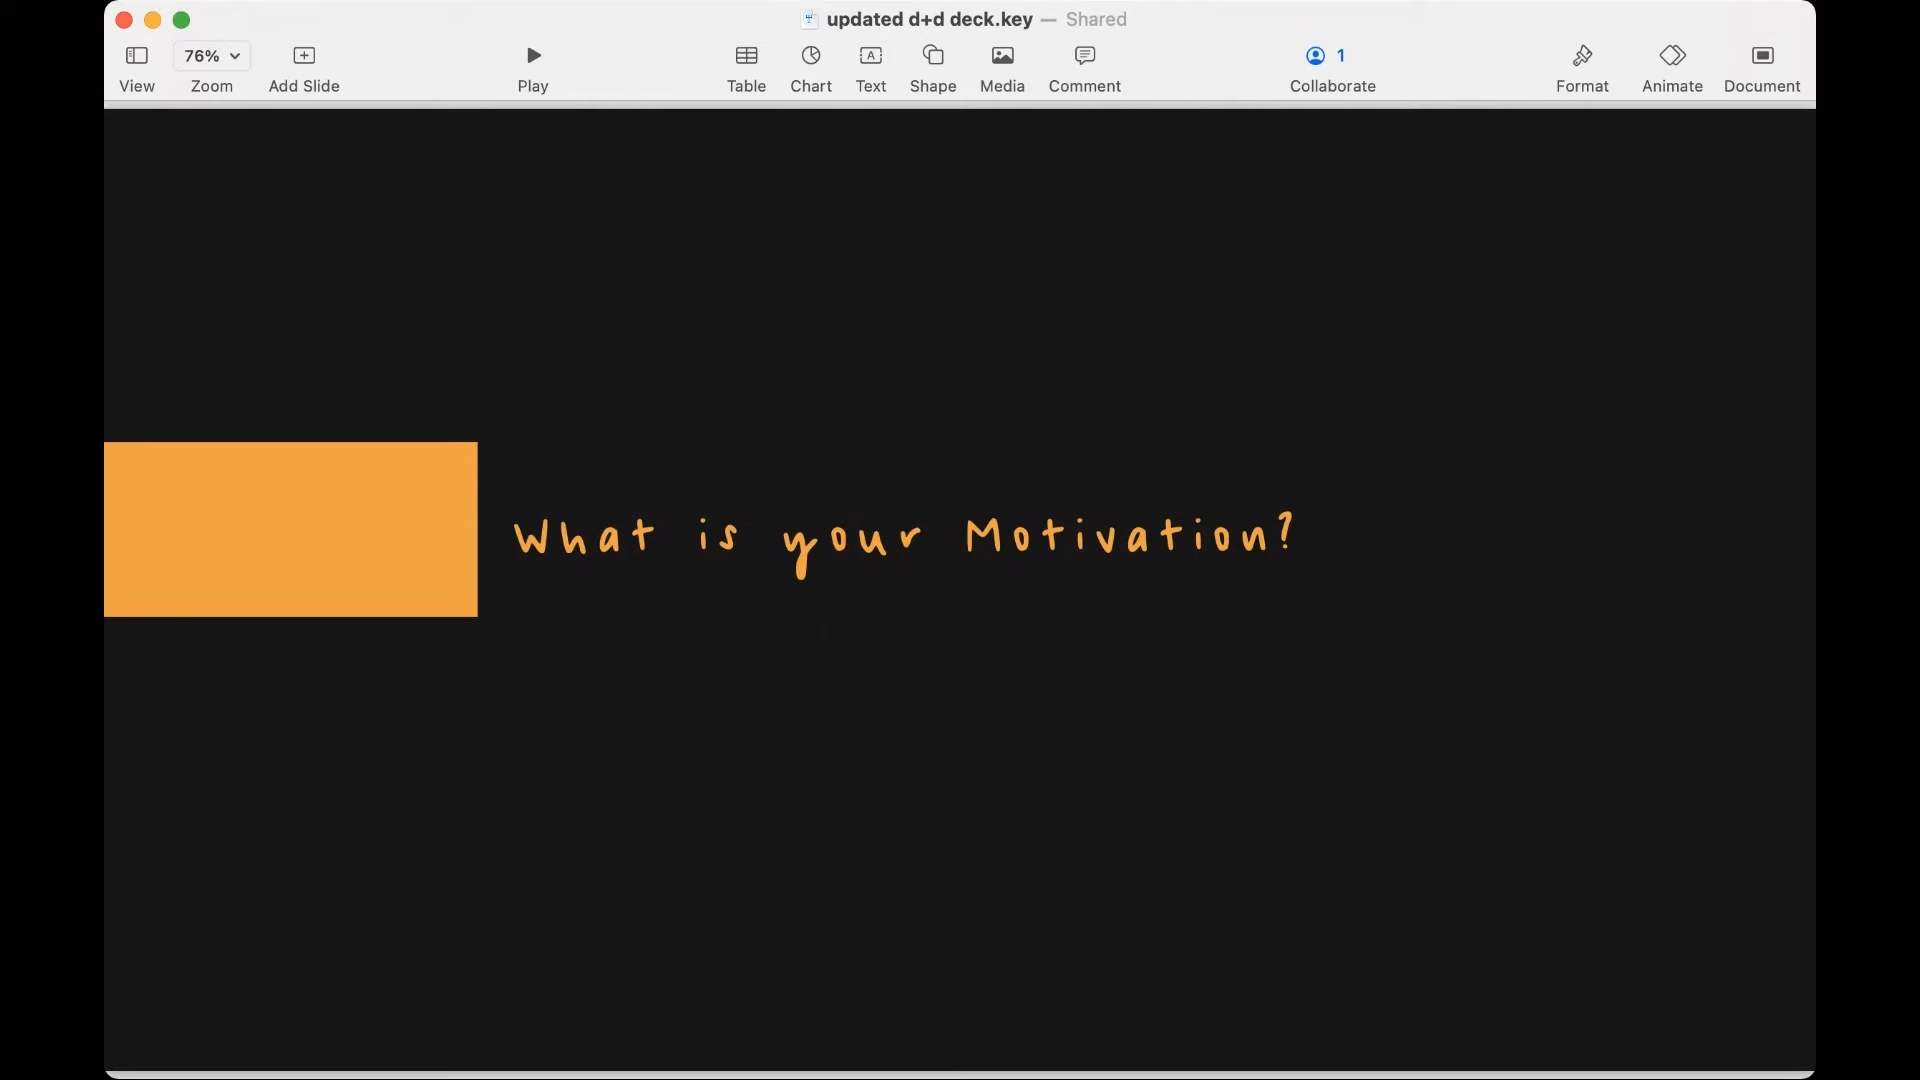 updated d+d deck.key — Shared
76%
1
View Zoom Add Slide Play Table Chart Text Shape Media Comment Collaborate Format Animate Document
What is your Motivation?